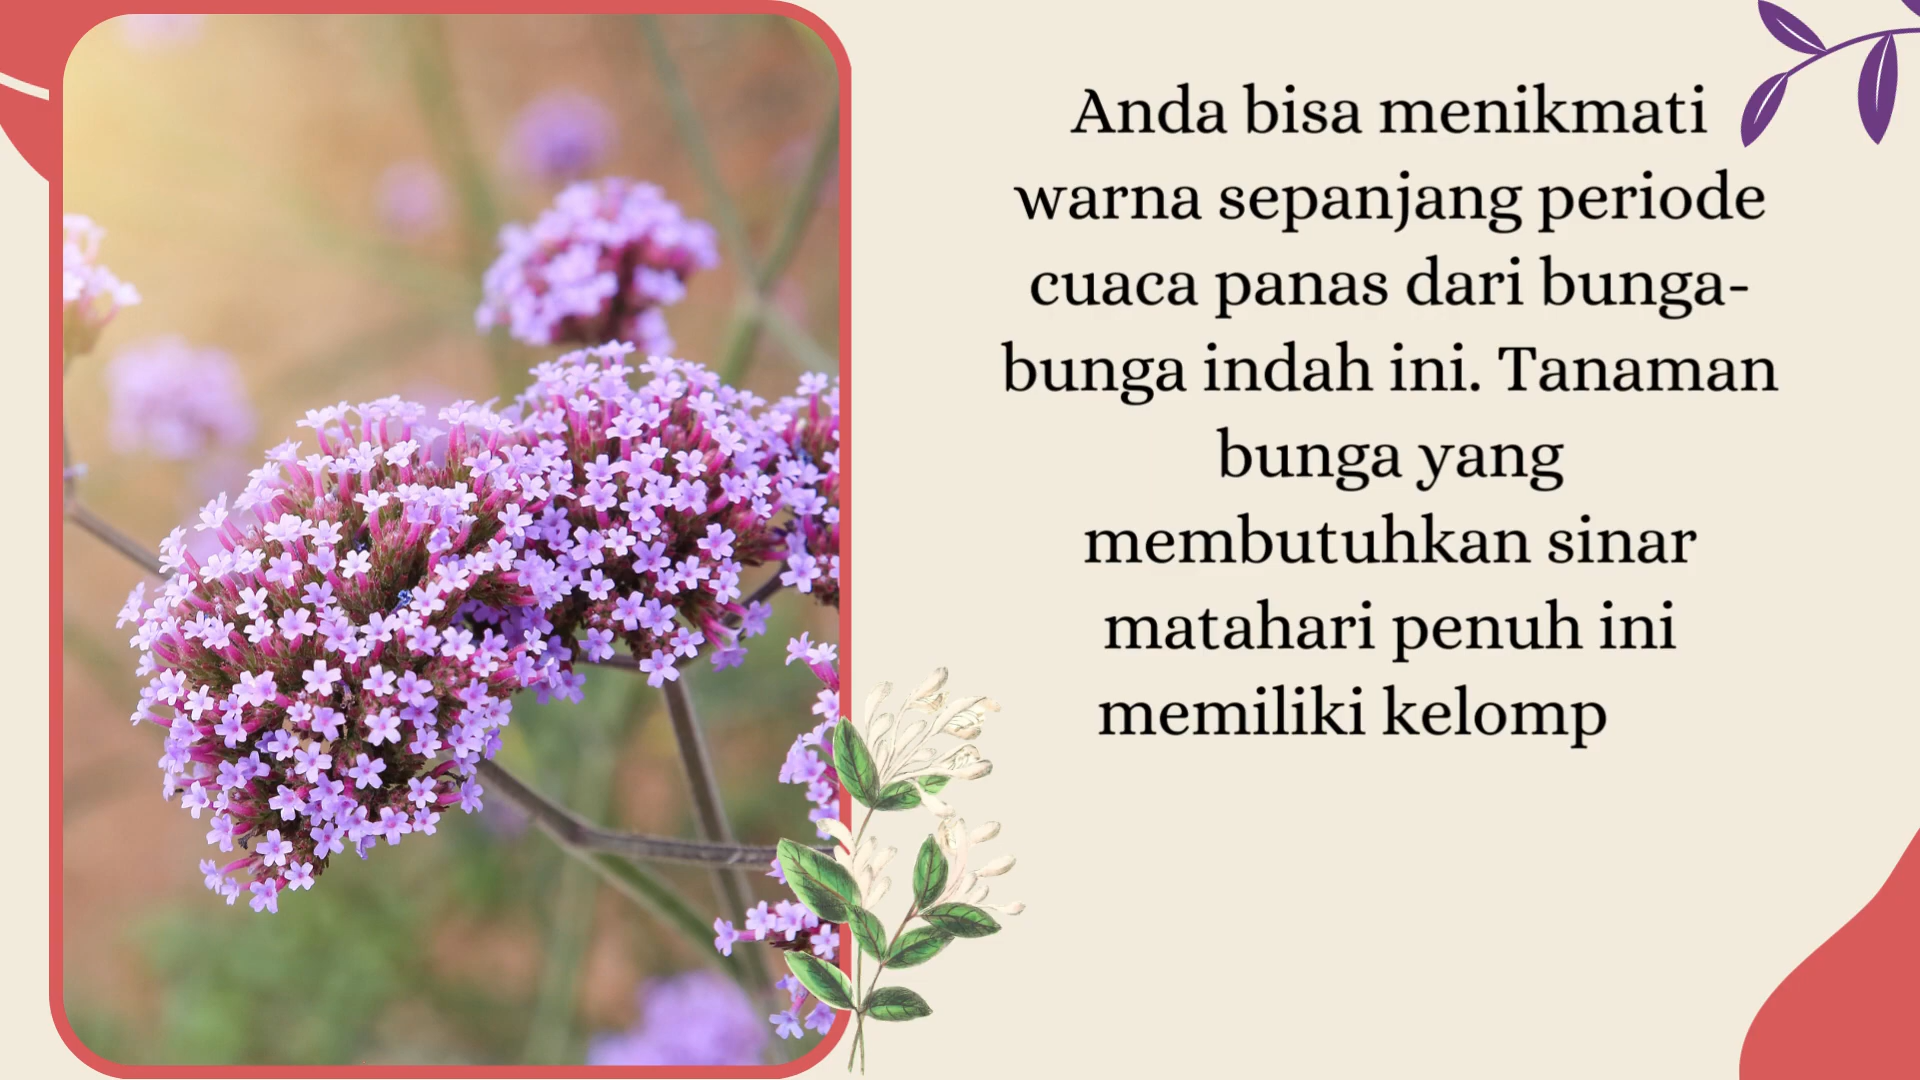 Anda bisa menikmati
warna sepanjang periode
cuaca panas dari bunga-
bunga indah ini. Tanaman
bunga yang
membutuhkan sinar
matahari penuh ini
memiliki kelomp